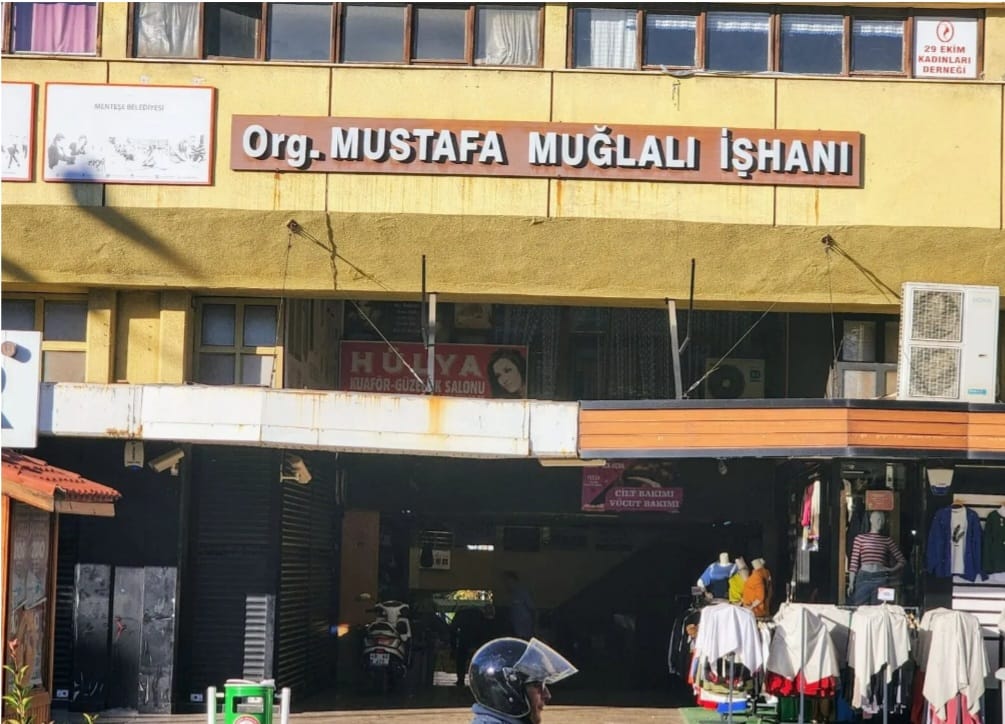 29 EKİM
KADINLARI
DERNEĞİ
MENTEŞE BELEDİYESİ
Org. MUSTAFA MUĞLALI İŞHANI
HÜLYA
KUAFÖR-GÜZELLİK SALONU
CİLT BAKIMI
VÜCUT BAKIMI